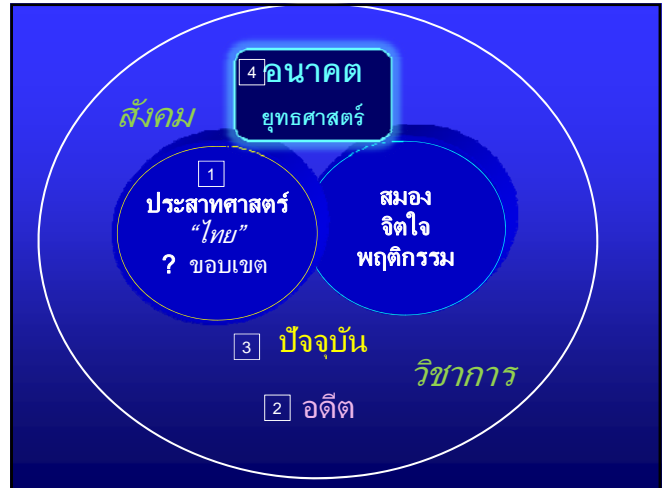 4 อนาคต
ยุทธศาสตร์
สังคม
1
ประสาทศาสตร์
“ไทย”
? ขอบเขต
สมอง
จิตใจ
พฤติกรรม
3 ปัจจุบัน
วิชาการ
2 อดีต